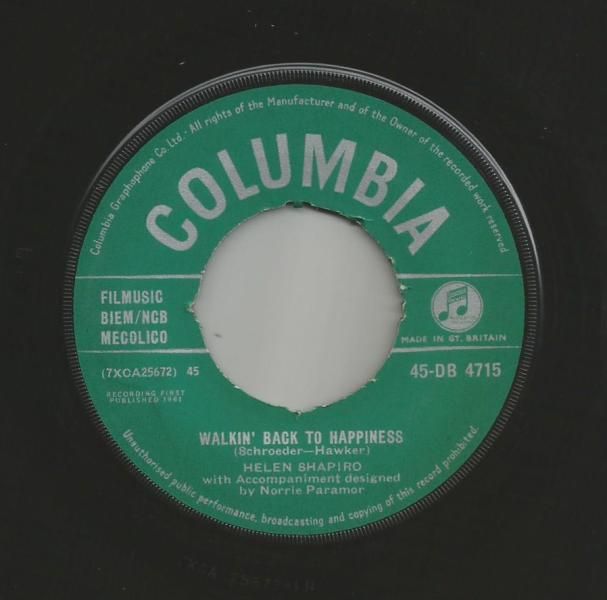 Columbia Graphophone Co. Ltd.- All rights of the Manufacturer and of the Owner of the recorded work reserved
COLUMBIA
FILMUSIC
BIEM/NCB
MECOLICO
MADE IN GT. BRITAIN
(7XCA25672) 45
45-DB 4715
RECORDING FIRST
PUBLISHED 1961
WALKIN' BACK TO HAPPINESS
(Schroeder—Hawker)
HELEN SHAPIRO
with Accompaniment designed
by Norrie Paramor
Unauthorised public performance, broadcasting and copying of this record prohibited.